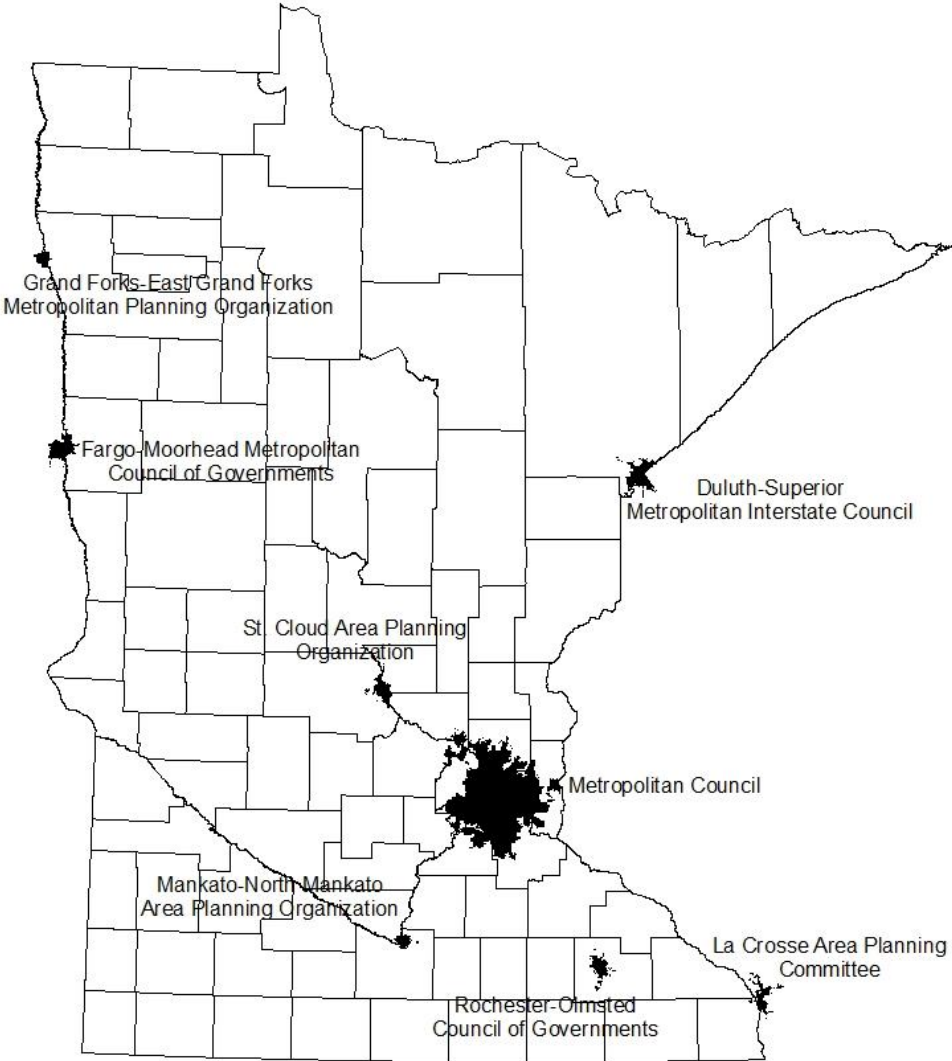 Grand Forks-East Grand Forks
Metropolitan Planning Organization
Fargo-Moorhead Metropolitan
Council of Governments
Duluth-Superior
Metropolitan Interstate Council
St. Cloud Area Planning
Organization
Metropolitan Council
Mankato-North Mankato
Area Planning Organization
La Crosse Area Planning
Committee
Rochester-Olmsted
Council of Governments